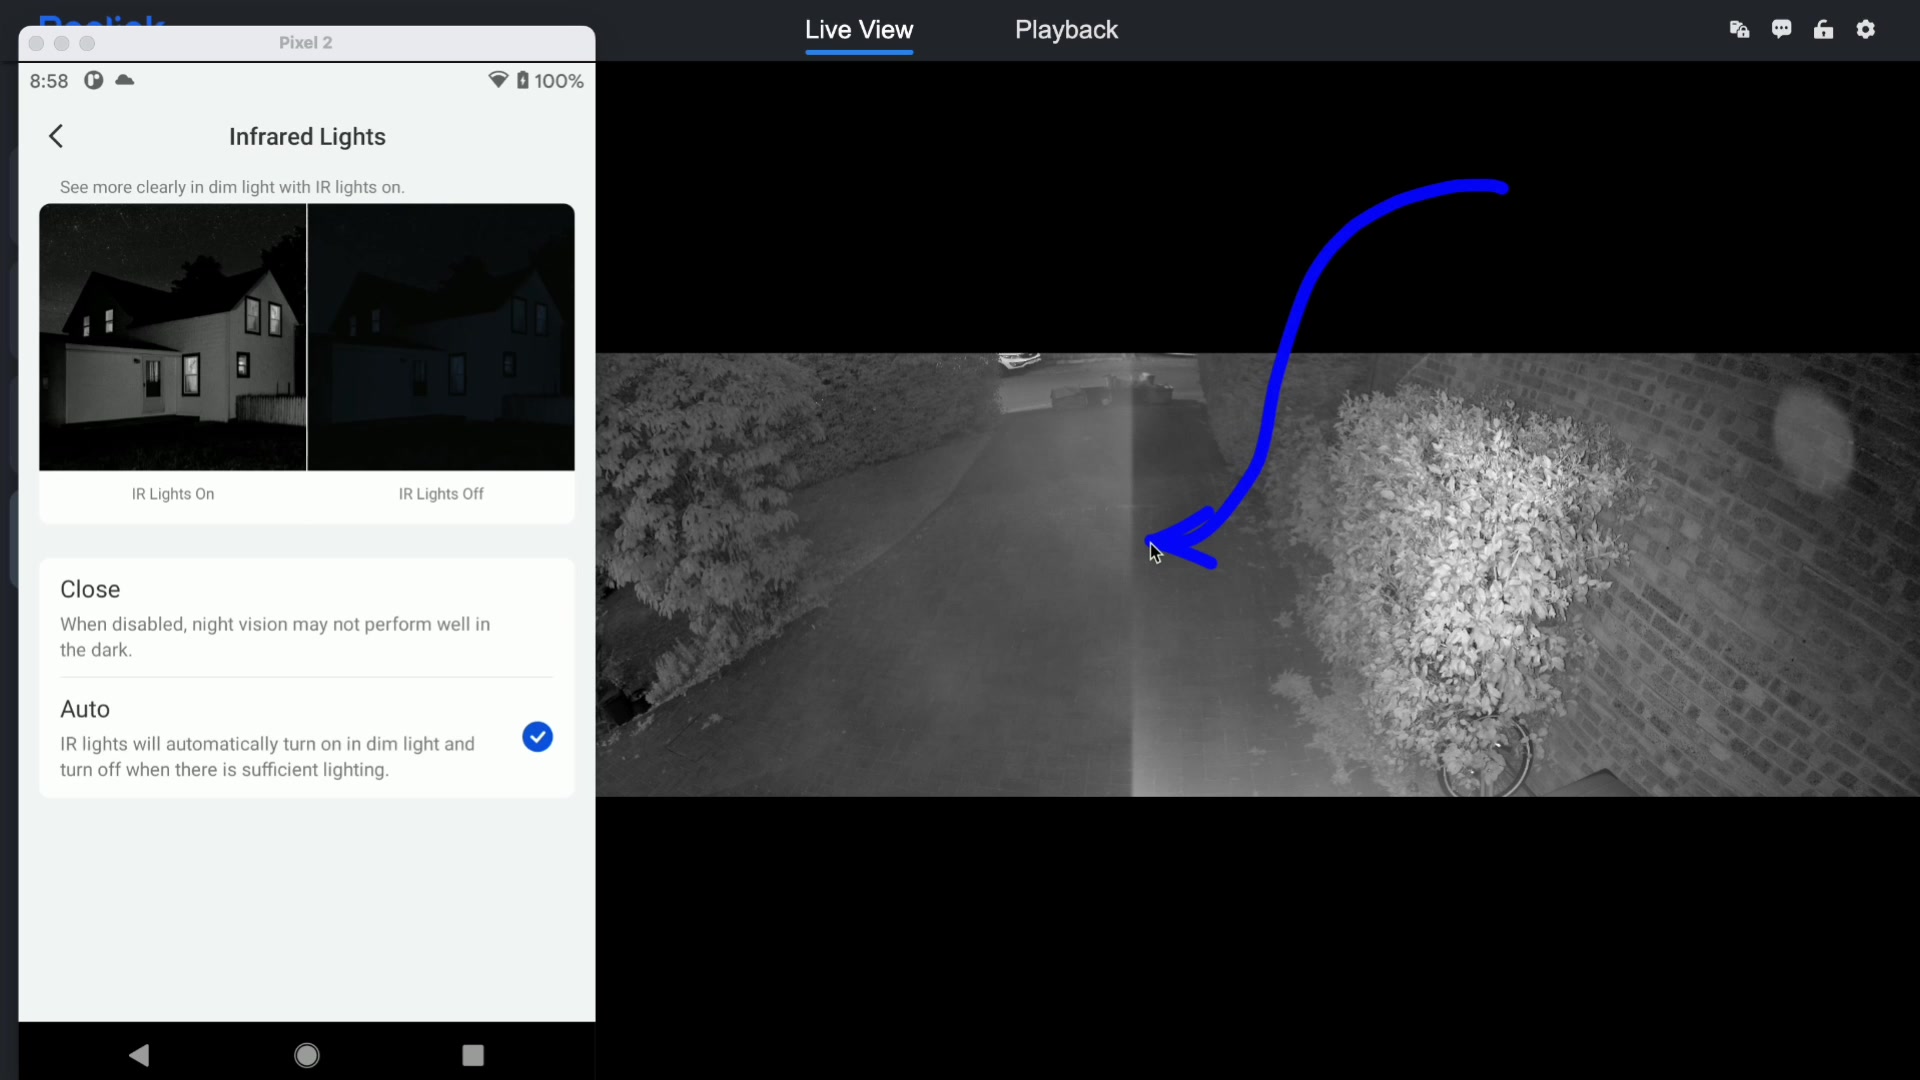 Live View
Playback
Pixel 2
8:58
100%
Infrared Lights
See more clearly in dim light with IR lights on.
IR Lights On
IR Lights Off
Close
When disabled, night vision may not perform well in
the dark.
Auto
IR lights will automatically turn on in dim light and
turn off when there is sufficient lighting.